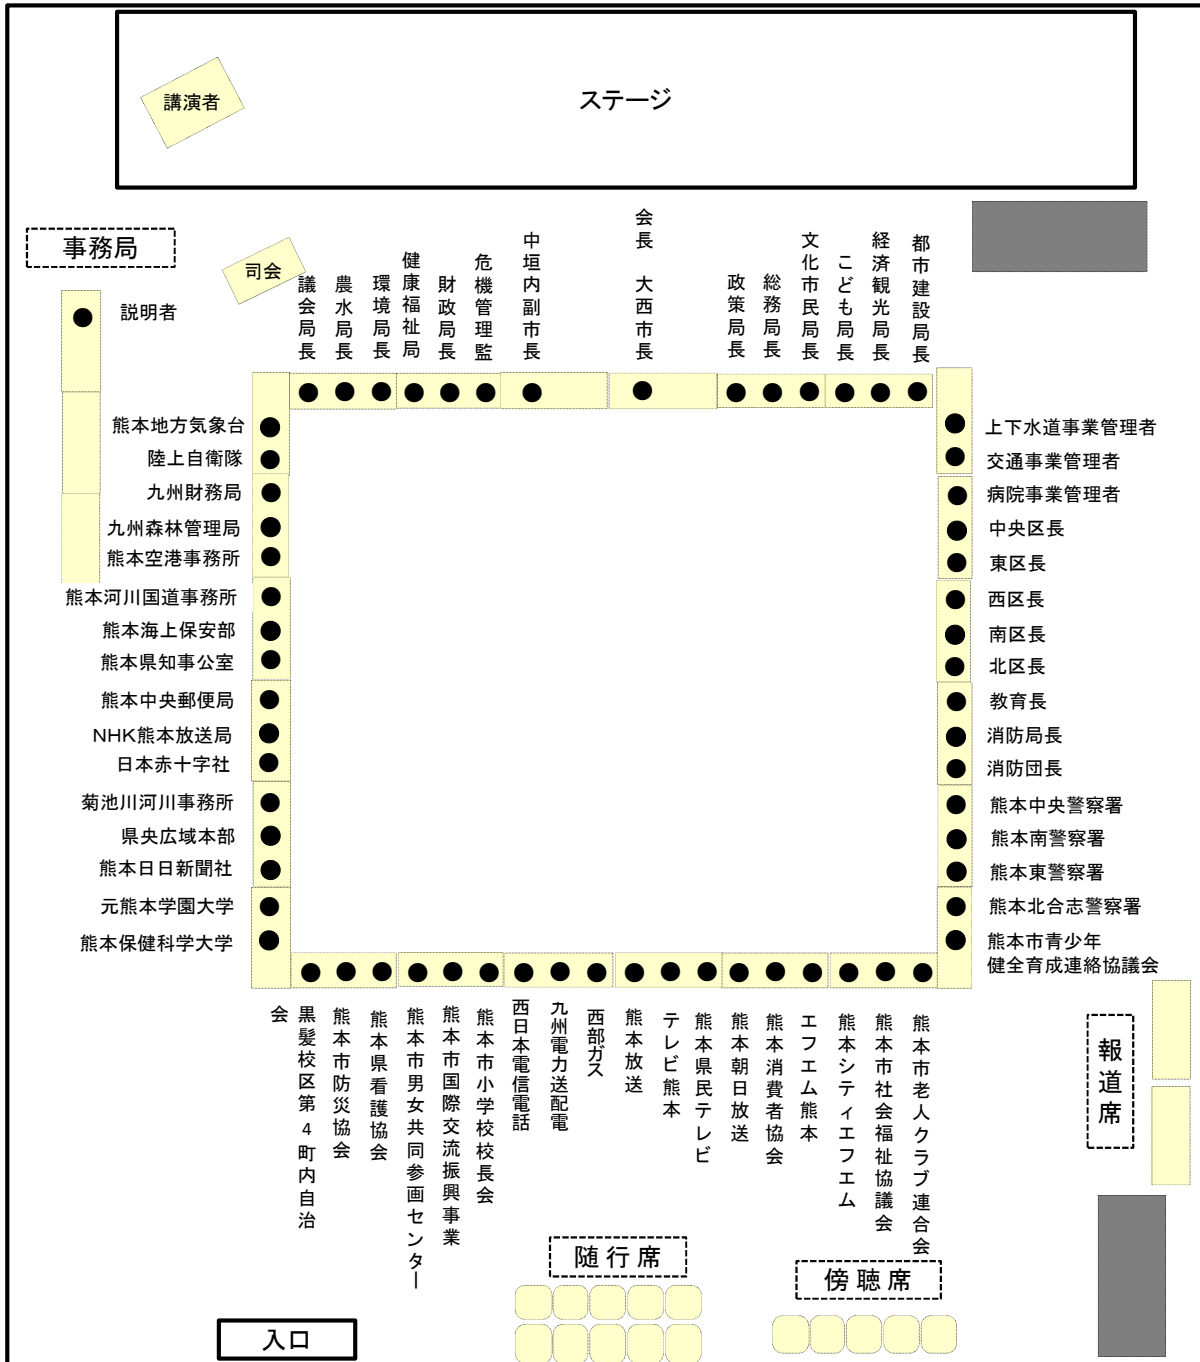 講演者
ステージ
事務局
説明者
司会
議会局長
農水局長
環境局長
健康福祉局
財政局長
危機管理監
中垣内副市長
会長 大西市長
政策局長
総務局長
文化市民局長
こども局長
経済観光局長
都市建設局長
熊本地方気象台
陸上自衛隊
九州財務局
九州森林管理局
熊本空港事務所
熊本河川国道事務所
熊本海上保安部
熊本県知事公室
熊本中央郵便局
NHK熊本放送局
日本赤十字社
菊池川河川事務所
県央広域本部
熊本日日新聞社
元熊本学園大学
熊本保健科学大学
上下水道事業管理者
交通事業管理者
病院事業管理者
中央区長
東区長
西区長
南区長
北区長
教育長
消防局長
消防団長
熊本中央警察署
熊本南警察署
熊本東警察署
熊本北合志警察署
熊本市青少年
健全育成連絡協議会
黒髪校区第4町内自治
会
熊本市防災協会
熊本県看護協会
熊本市男女共同参画センター
熊本市国際交流振興事業
熊本市小学校校長会
西日本電信電話
九州電力送配電
西部ガス
熊本放送
テレビ熊本
熊本県民テレビ
熊本朝日放送
熊本消費者協会
エフエム熊本
熊本シティエフエム
熊本市社会福祉協議会
熊本市老人クラブ連合会
報道席
随行席
傍聴席
入口